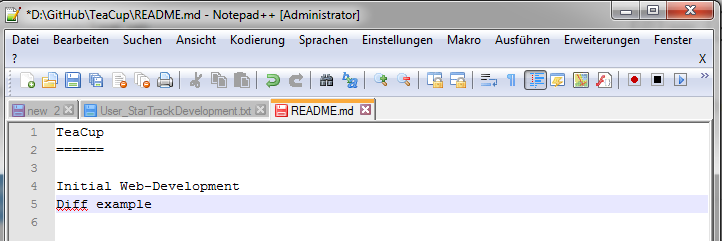 *D:\GitHub\TeaCup\README.md - Notepad++ [Administrator]
Datei Bearbeiten Suchen Ansicht Kodierung Sprachen Einstellungen Makro Ausführen Erweiterungen Fenster
? X
new 2 User_StarTrackDevelopment.txt README.md
1 TeaCup
2 ======
3
4 Initial Web-Development
5 Diff example
6